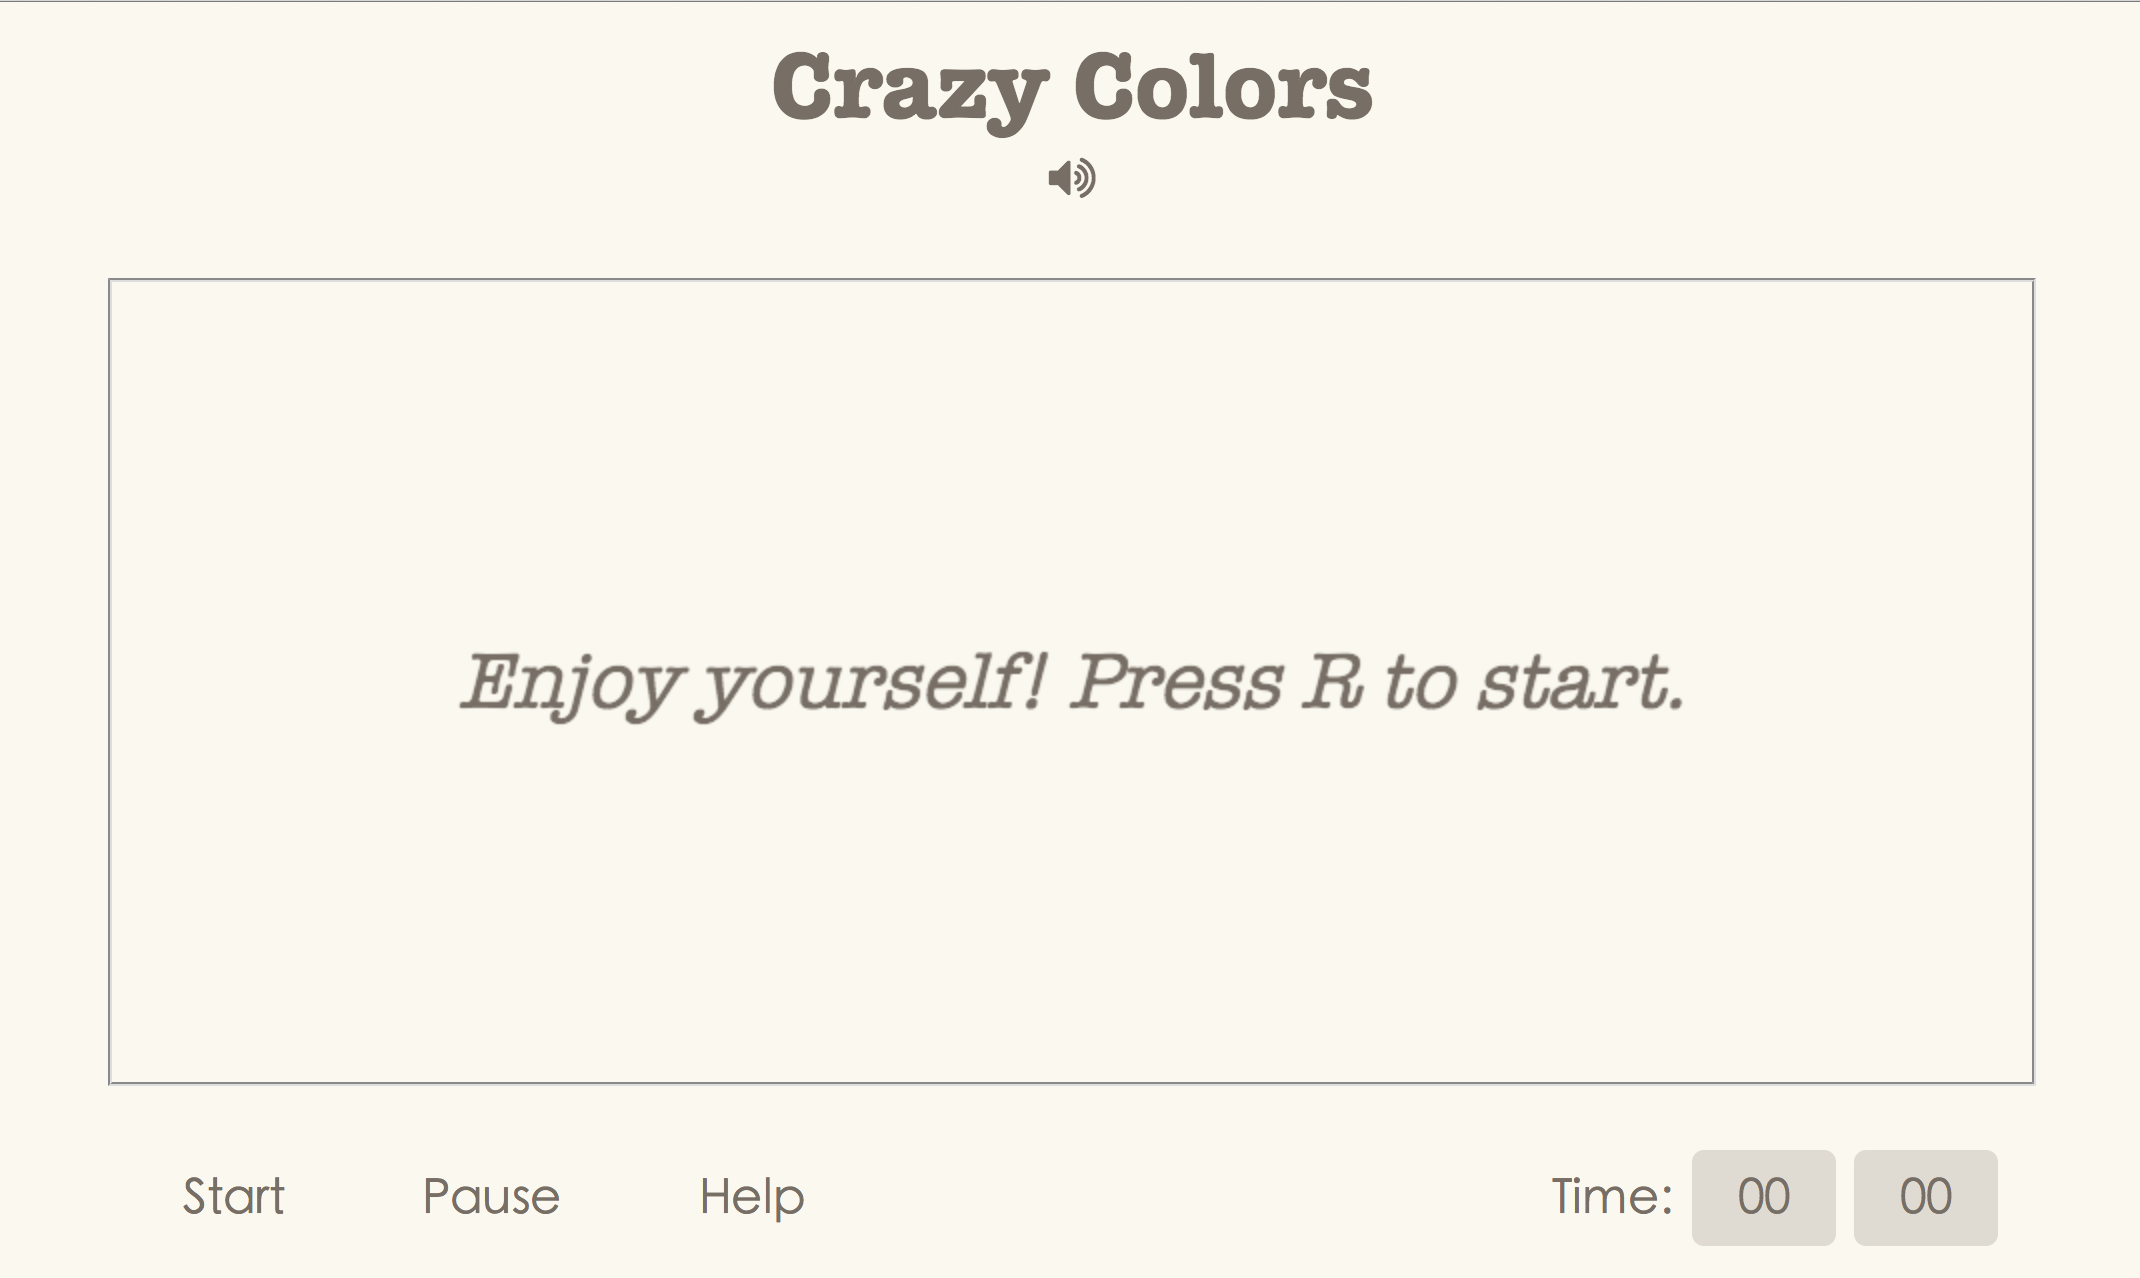 Crazy Colors
Enjoy yourself! Press R to start.
Start Pause Help Time: 00 00